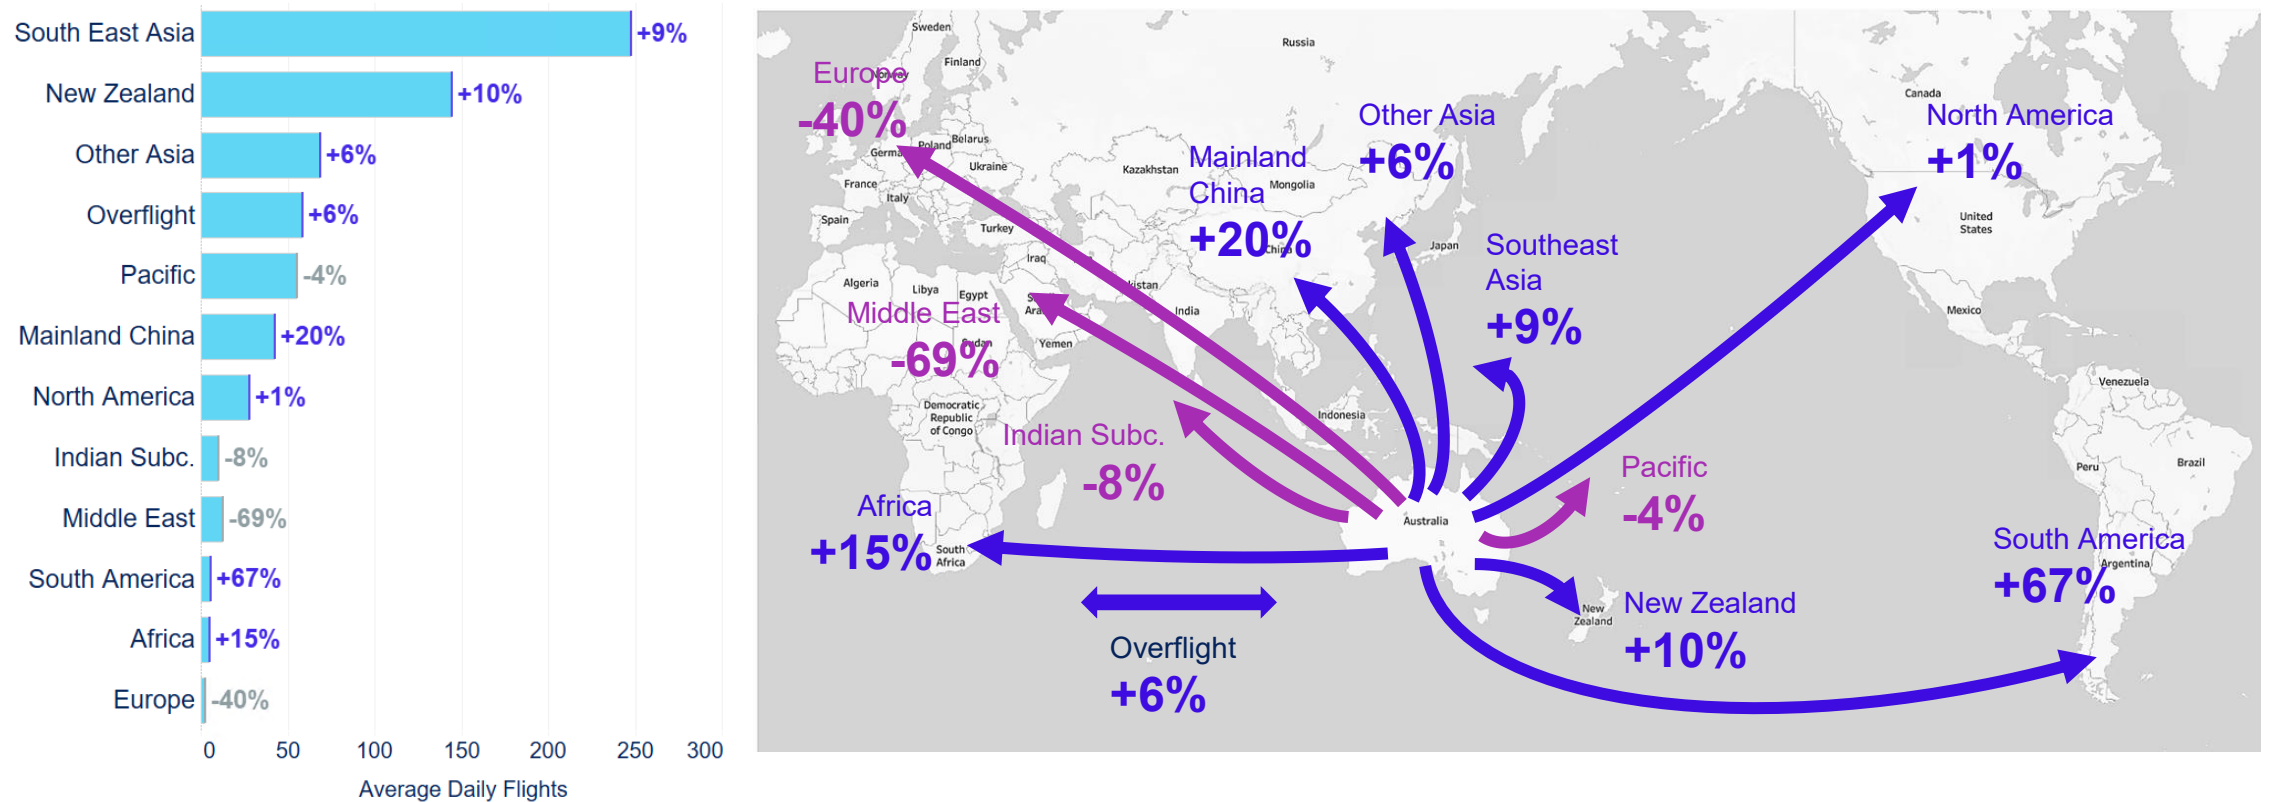 South East Asia +9%
New Zealand +10%
Other Asia +6%
Overflight +6%
Pacific -4%
Mainland China +20%
North America +1%
Indian Subc. -8%
Middle East -69%
South America +67%
Africa +15%
Europe -40%
0 50 100 150 200 250 300
Average Daily Flights
Sweden
Russia
Finland
Norway
Europe
-40%
Canada
Other Asia
+6%
North America
+1%
Belarus
Poland
Ukraine
Kazakhstan
Mongolia
Mainland
China
+20%
France
Italy
Spain
Turkey
China
Japan
United
States
Southeast
Asia
+9%
Iraq
Algeria
Libya
Egypt
India
Mexico
Middle East
-69%
Sudan
Yemen
Venezuela
Democratic
Republic
of Congo
Indonesia
Indian Subc.
-8%
Pacific
-4%
Peru
Brazil
Africa
+15%
South
Africa
Australia
South America
+67%
Argentina
New Zealand
+10%
New
Zealand
Overflight
+6%